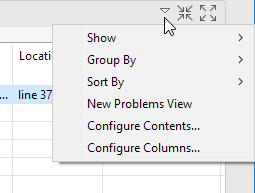 Show
Locatio
Group By
Sort By
... line 37
New Problems View
Configure Contents...
Configure Columns...